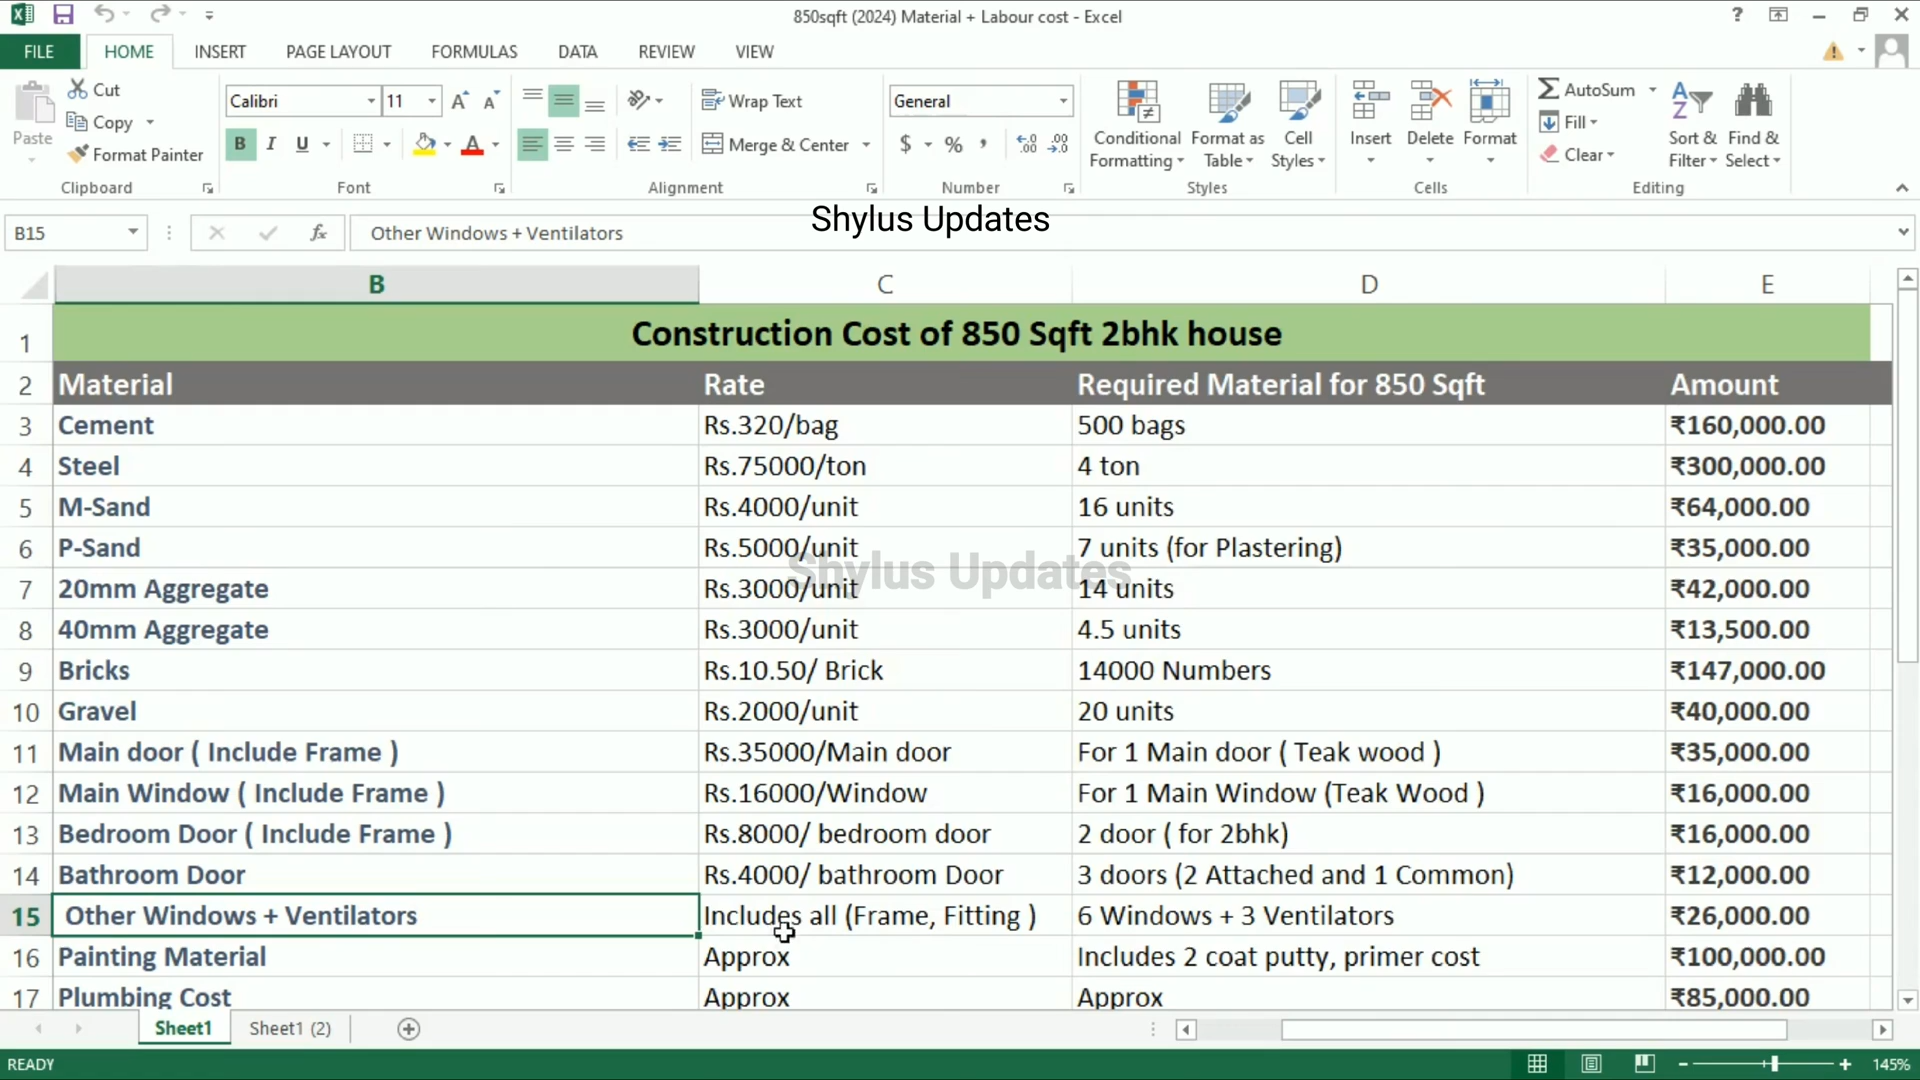 850sqft (2024) Material + Labour cost - Excel
FILE HOME INSERT PAGE LAYOUT FORMULAS DATA REVIEW VIEW
Cut
Copy
Format Painter
Paste
Clipboard
Calibri 11
B I U
Font
Wrap Text
Merge & Center
Alignment
General
$ % ,
Number
Conditional Formatting
Format as Table
Cell Styles
Styles
Insert Delete Format
Cells
AutoSum
Fill
Clear
Sort & Filter
Find & Select
Editing
Shylus Updates
B15 fx Other Windows + Ventilators
B C D E
1 Construction Cost of 850 Sqft 2bhk house
2 Material Rate Required Material for 850 Sqft Amount
3 Cement Rs.320/bag 500 bags ₹160,000.00
4 Steel Rs.75000/ton 4 ton ₹300,000.00
5 M-Sand Rs.4000/unit 16 units ₹64,000.00
6 P-Sand Rs.5000/unit 7 units (for Plastering) ₹35,000.00
Shylus Updates
7 20mm Aggregate Rs.3000/unit 14 units ₹42,000.00
8 40mm Aggregate Rs.3000/unit 4.5 units ₹13,500.00
9 Bricks Rs.10.50/ Brick 14000 Numbers ₹147,000.00
10 Gravel Rs.2000/unit 20 units ₹40,000.00
11 Main door ( Include Frame ) Rs.35000/Main door For 1 Main door ( Teak wood ) ₹35,000.00
12 Main Window ( Include Frame ) Rs.16000/Window For 1 Main Window (Teak Wood ) ₹16,000.00
13 Bedroom Door ( Include Frame ) Rs.8000/ bedroom door 2 door ( for 2bhk) ₹16,000.00
14 Bathroom Door Rs.4000/ bathroom Door 3 doors (2 Attached and 1 Common) ₹12,000.00
15 Other Windows + Ventilators Includes all (Frame, Fitting ) 6 Windows + 3 Ventilators ₹26,000.00
16 Painting Material Approx Includes 2 coat putty, primer cost ₹100,000.00
17 Plumbing Cost Approx Approx ₹85,000.00
Sheet1 Sheet1 (2)
READY 145%